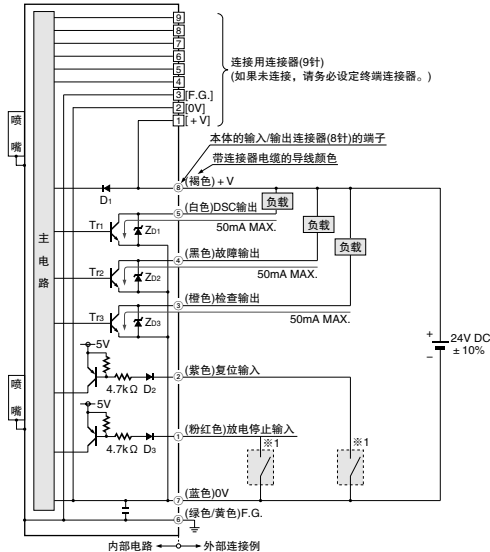 9
8
7
6
5
4
3 [F.G.]
2 [0V]
1 [+V]
连接用连接器(9针)
(如果未连接，请务必设定终端连接器。)
喷嘴
本体的输入/输出连接器(8针)的端子
带连接器电缆的导线颜色
⑧ (褐色)+V
D1
⑤ (白色)DSC输出
负载
Tr1
ZD1
50mA MAX.
负载
主电路
④ (黑色)故障输出
负载
Tr2
ZD2
50mA MAX.
③ (橙色)检查输出
Tr3
ZD3
50mA MAX.
+
24V DC
±10%
−
5V
② (紫色)复位输入
4.7kΩ D2
喷嘴
5V
① (粉红色)放电停止输入
4.7kΩ D3
※1
※1
⑦ (蓝色)0V
⑥ (绿色/黄色)F.G.
内部电路
外部连接例